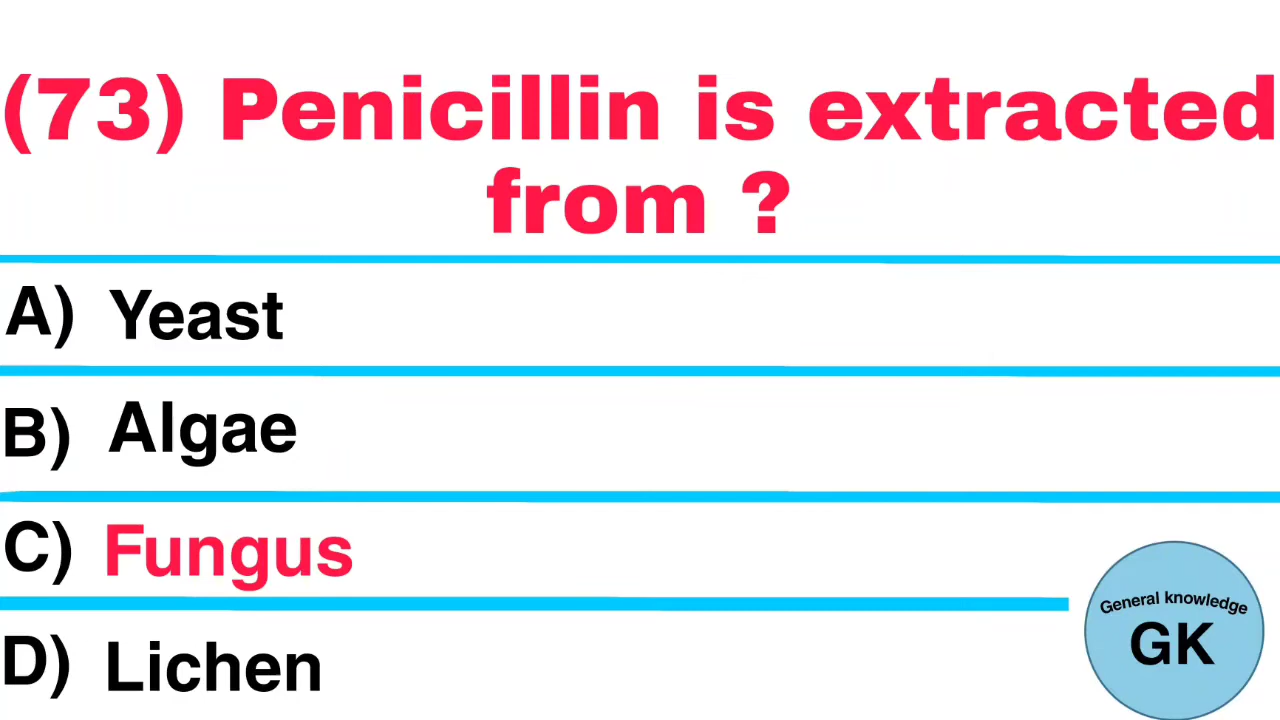 (73) Penicillin is extracted
from ?
A) Yeast
B) Algae
C) Fungus
D) Lichen
General knowledge
GK